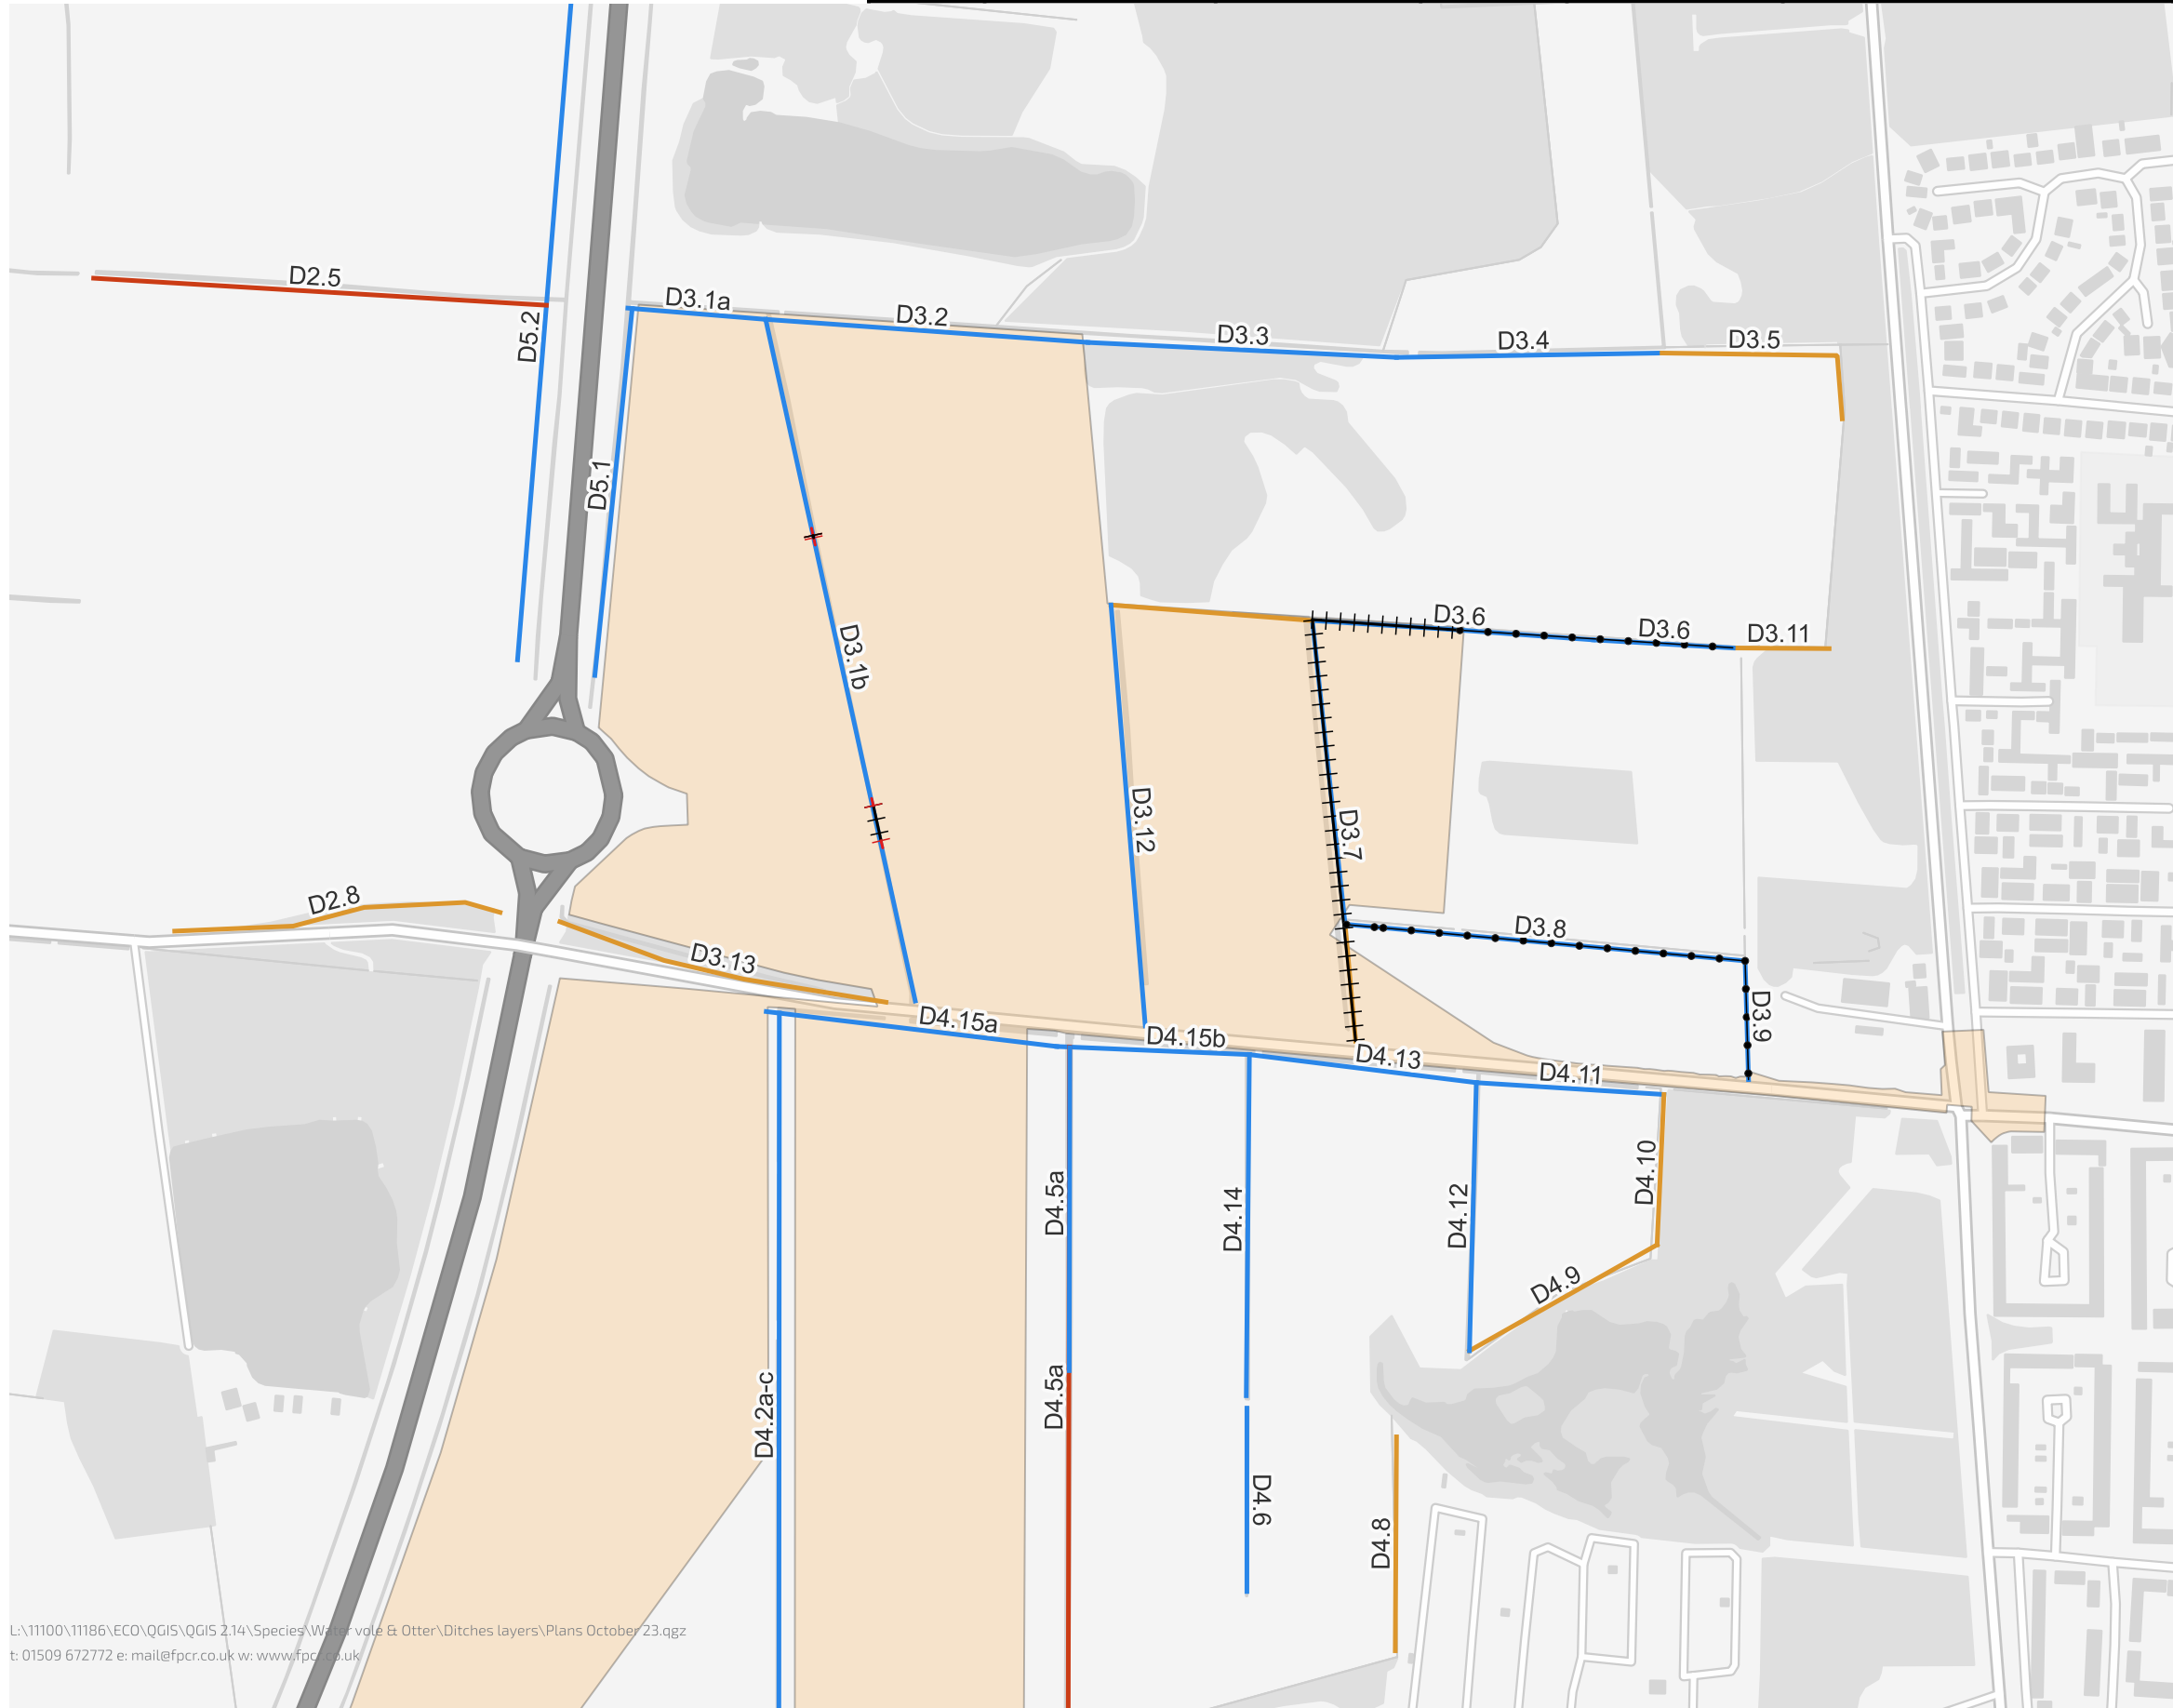 D2.5
D5.2
D3.1a
D3.2
D3.3
D3.4
D3.5
D5.1
D3.6
D3.6
D3.11
D3.1b
D3.12
D3.7
D2.8
D3.13
D3.8
D3.9
D4.15a
D4.15b
D4.13
D4.11
D4.5a
D4.14
D4.12
D4.10
D4.9
D4.2a-c
D4.5a
D4.6
D4.8
L:\11100\11186\ECO\QGIS\QGIS 2.14\Species\Water vole & Otter\Ditches layers\Plans October 23.qgz
t: 01509 672772 e: mail@fpcr.co.uk w: www.fpcr.co.uk